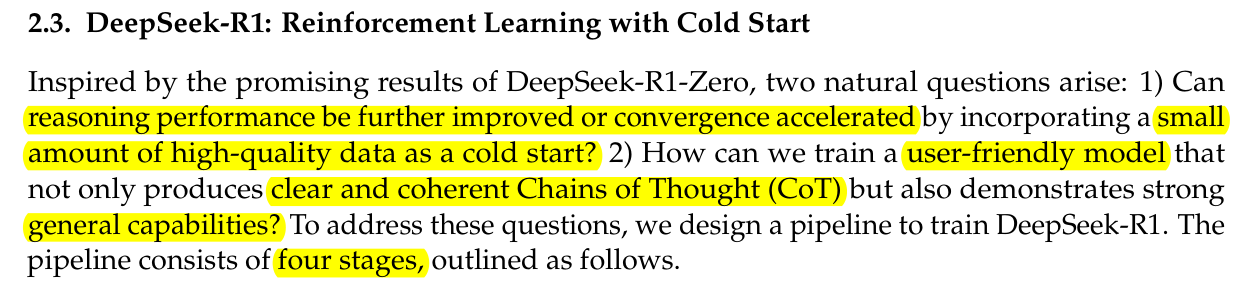 2.3. DeepSeek-R1: Reinforcement Learning with Cold Start
Inspired by the promising results of DeepSeek-R1-Zero, two natural questions arise: 1) Can
reasoning performance be further improved or convergence accelerated by incorporating a small
amount of high-quality data as a cold start? 2) How can we train a user-friendly model that
not only produces clear and coherent Chains of Thought (CoT) but also demonstrates strong
general capabilities? To address these questions, we design a pipeline to train DeepSeek-R1. The
pipeline consists of four stages, outlined as follows.